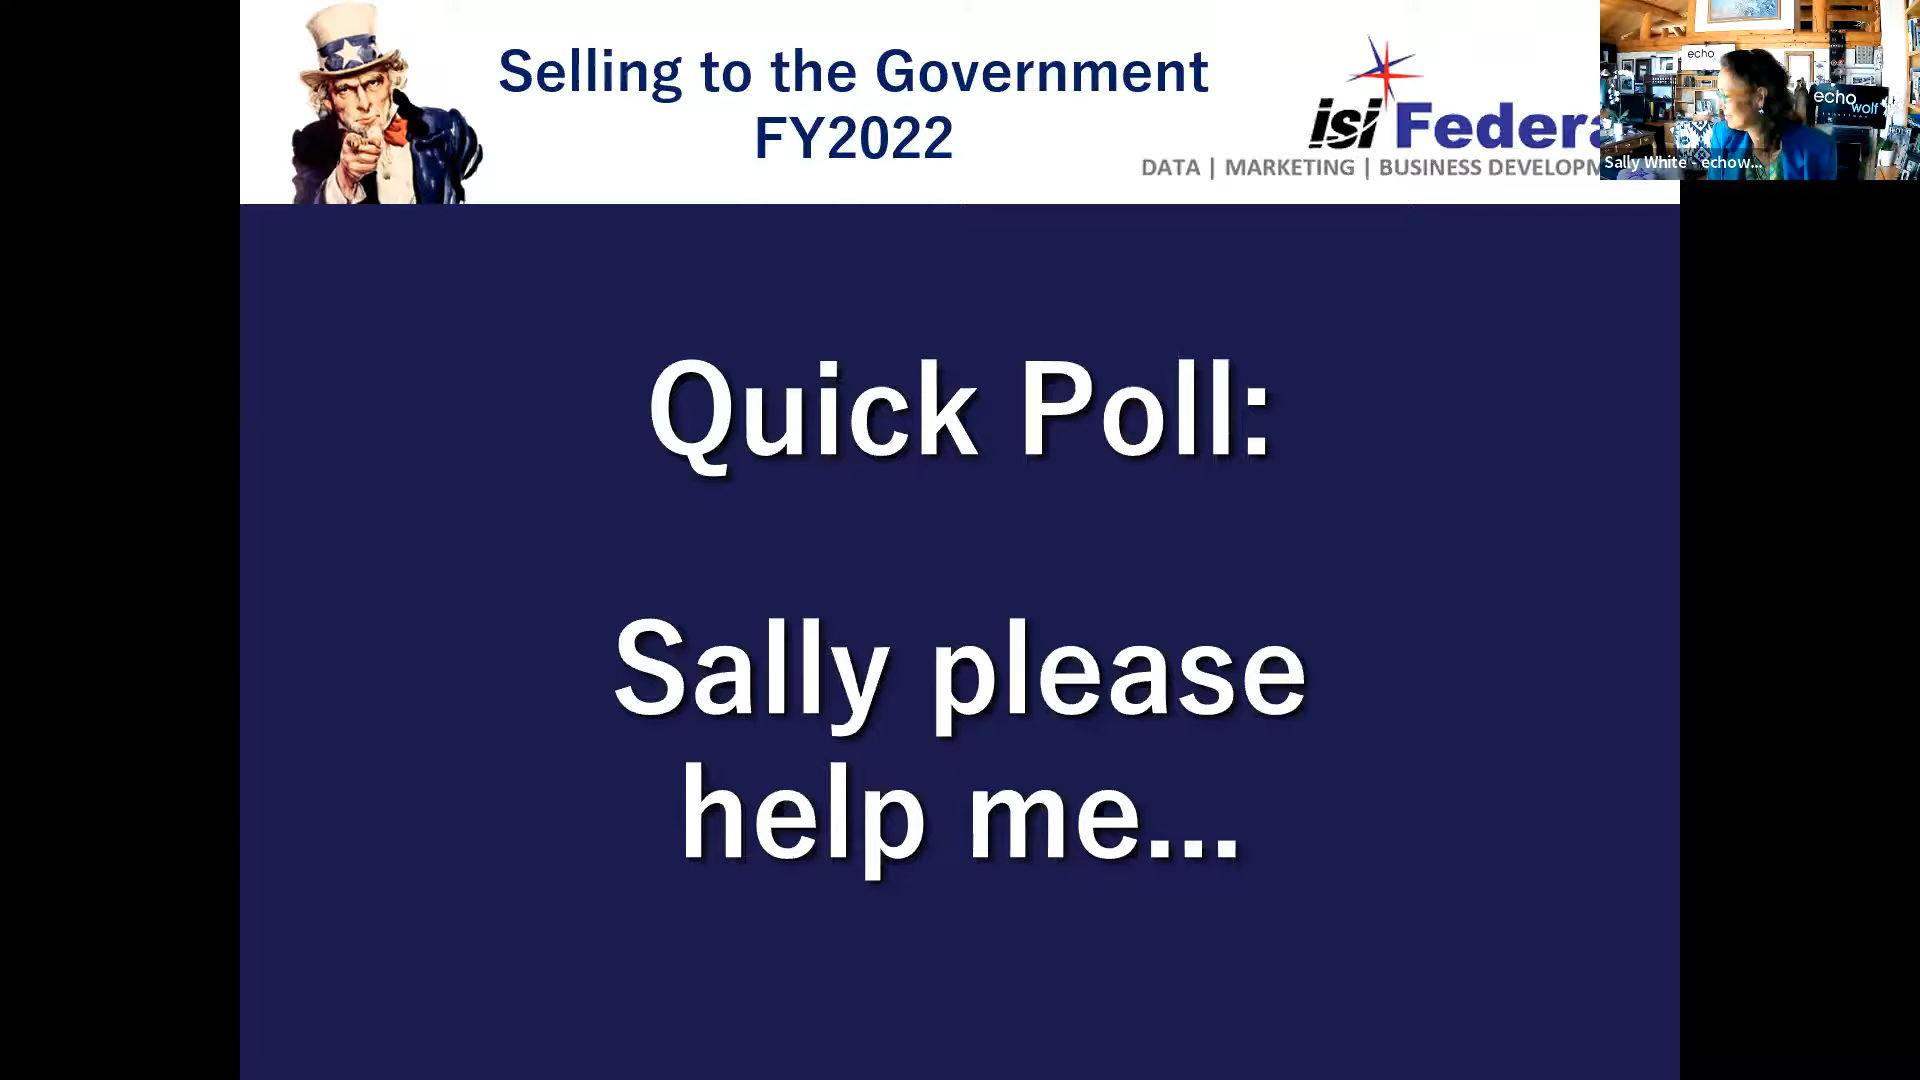 Selling to the Government
FY2022
isi Federa
DATA | MARKETING | BUSINESS DEVELOPM
echo
echo
wolf
Sally White - echow...
Quick Poll:
Sally please
help me...